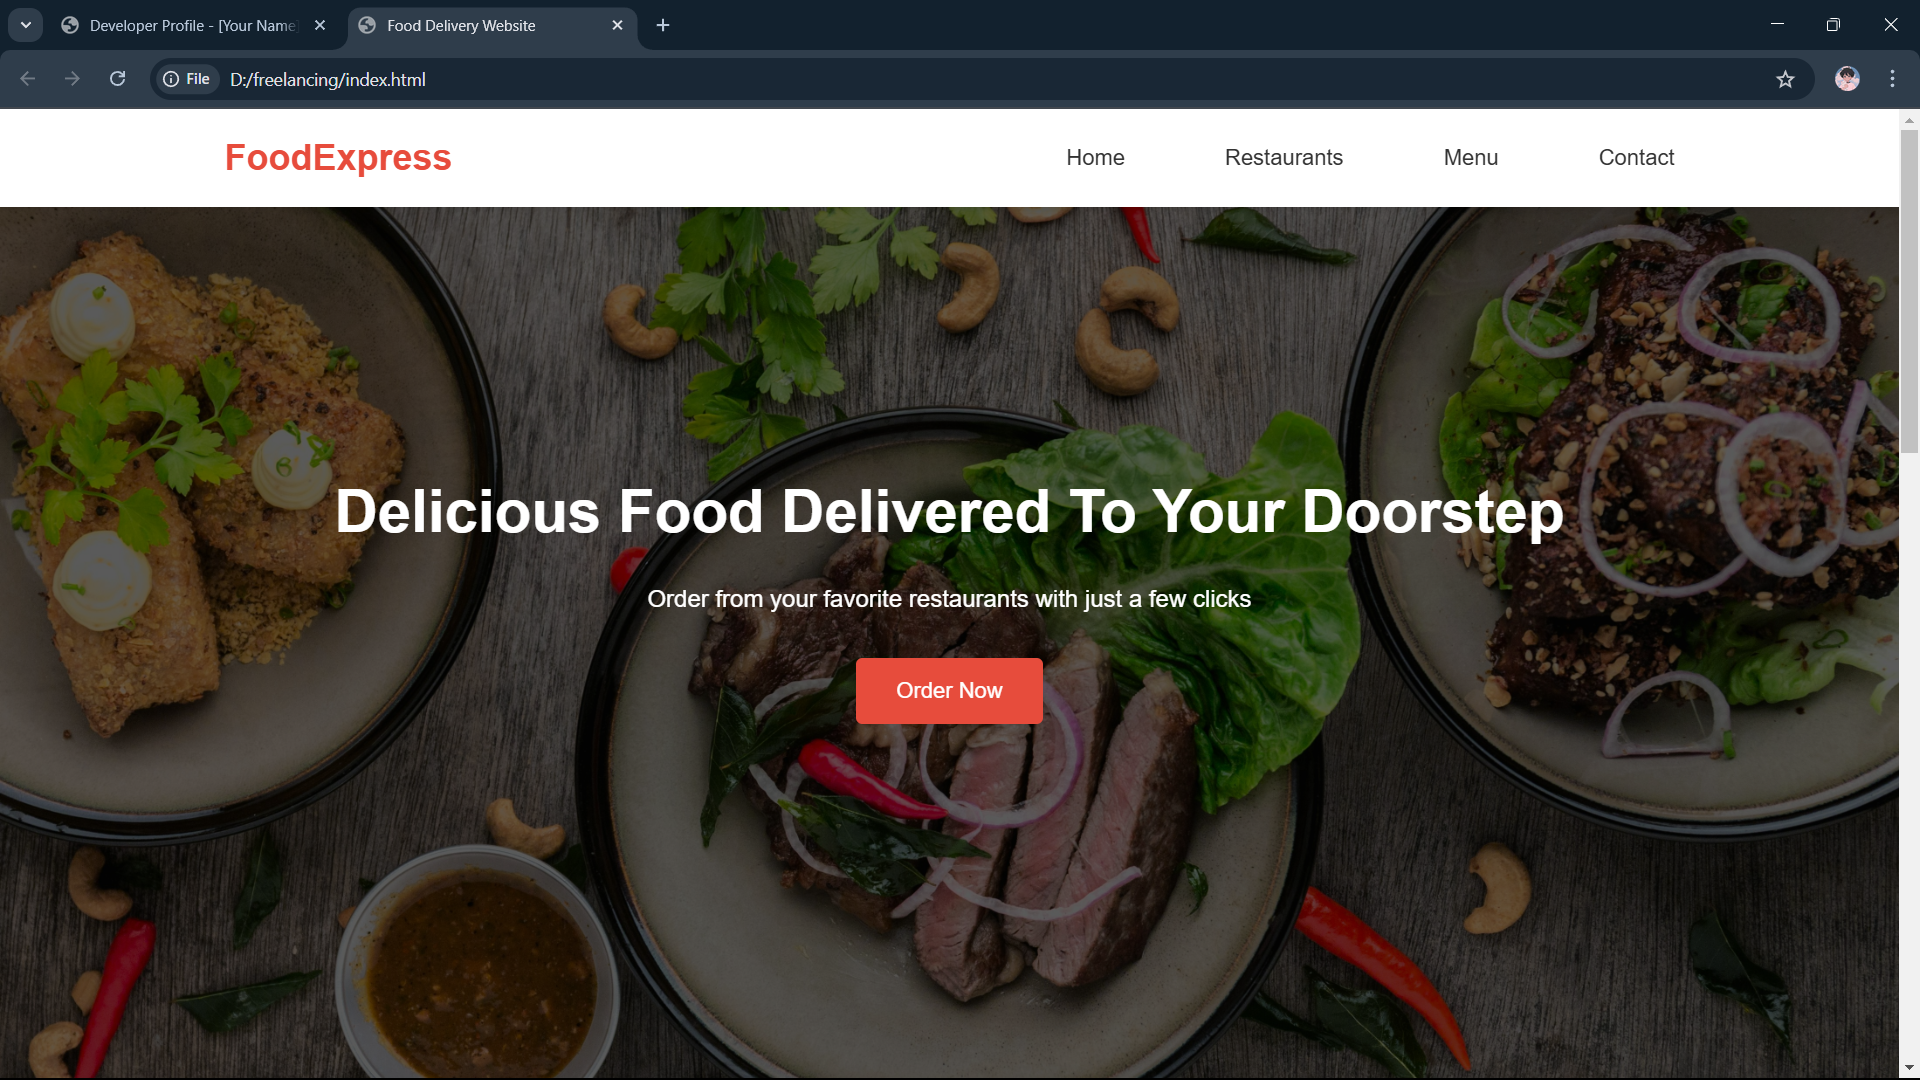 Developer Profile - [Your Name]
Food Delivery Website
File D:/freelancing/index.html
FoodExpress
Home Restaurants Menu Contact
Delicious Food Delivered To Your Doorstep
Order from your favorite restaurants with just a few clicks
Order Now